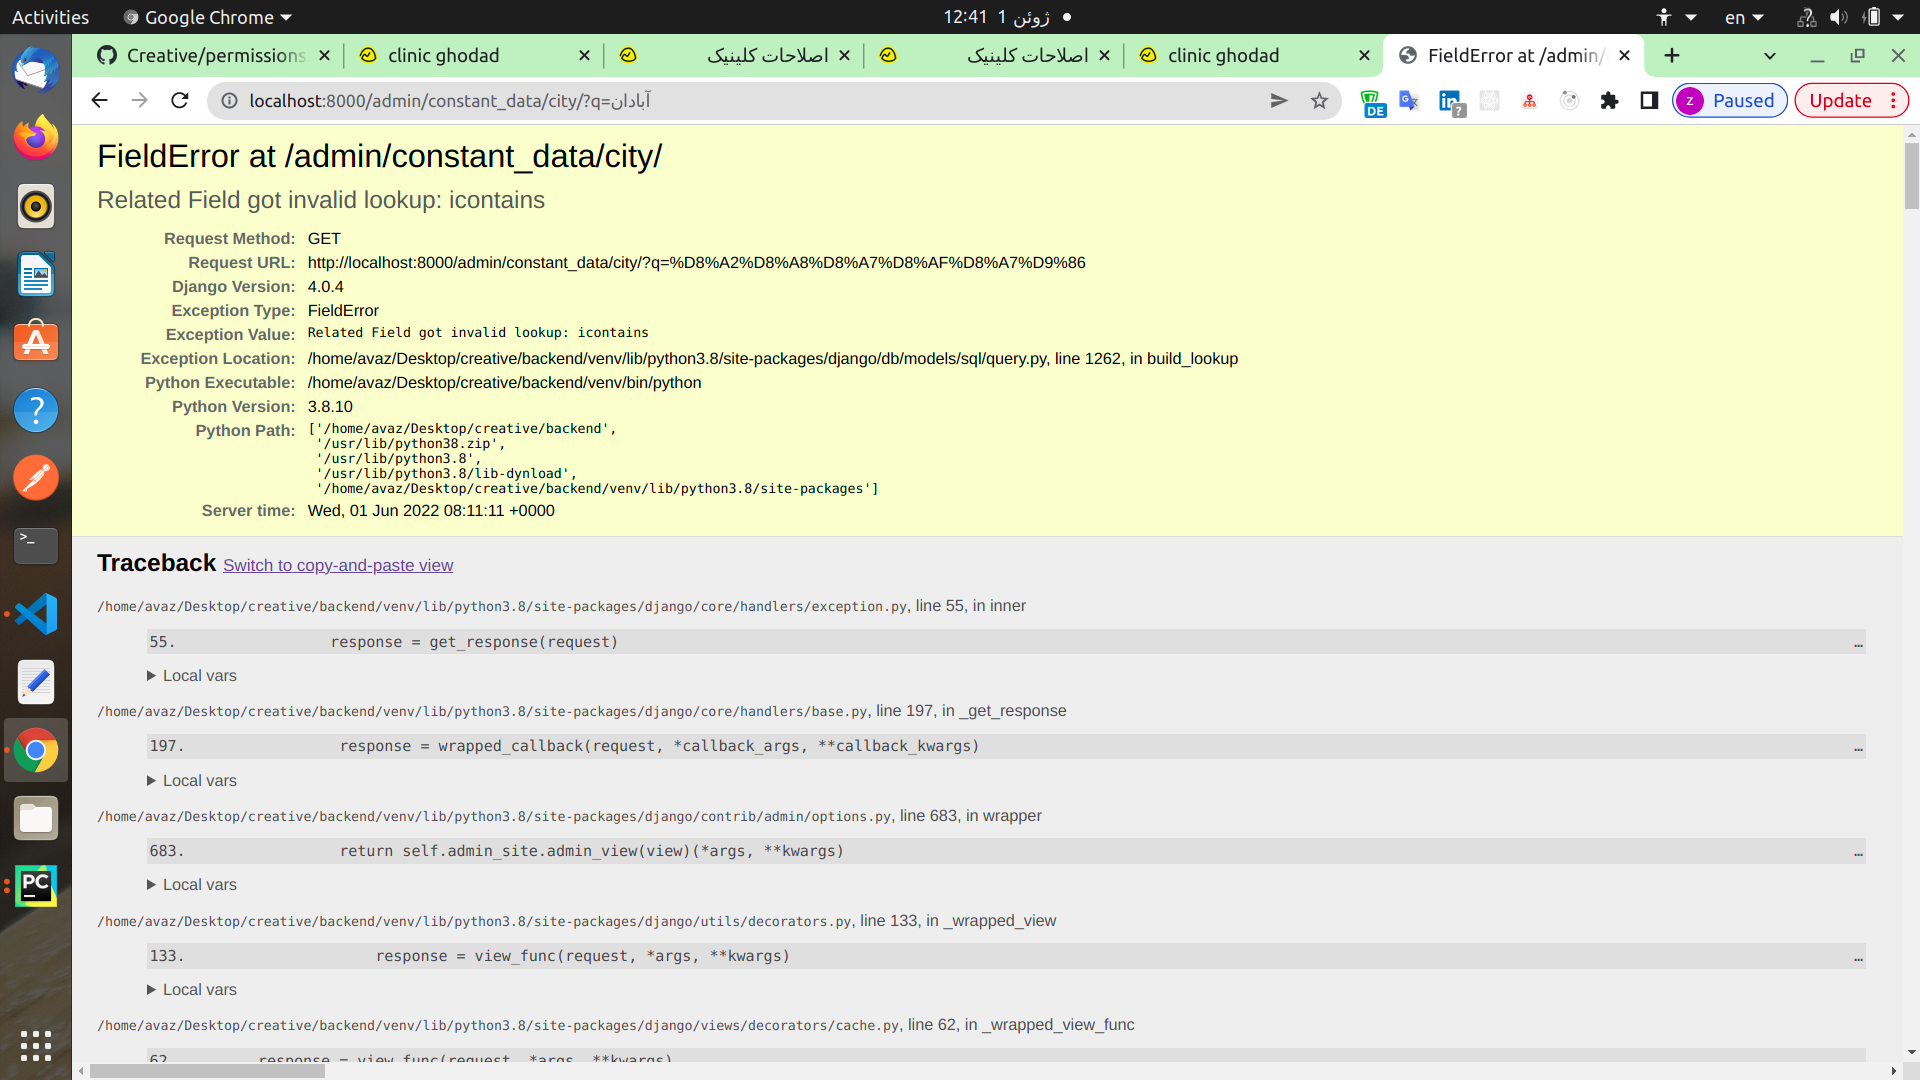 Activities
Google Chrome
12:41 1 ژوئن
en
Creative/permissions
clinic ghodad
اصلاحات کلینیک
اصلاحات کلینیک
clinic ghodad
FieldError at /admin/
localhost:8000/admin/constant_data/city/?q=آبادان
DE
?
z
Paused
Update
FieldError at /admin/constant_data/city/
Related Field got invalid lookup: icontains
Request Method: GET
Request URL: http://localhost:8000/admin/constant_data/city/?q=%D8%A2%D8%A8%D8%A7%D8%AF%D8%A7%D9%86
Django Version: 4.0.4
Exception Type: FieldError
Exception Value: Related Field got invalid lookup: icontains
Exception Location: /home/avaz/Desktop/creative/backend/venv/lib/python3.8/site-packages/django/db/models/sql/query.py, line 1262, in build_lookup
Python Executable: /home/avaz/Desktop/creative/backend/venv/bin/python
Python Version: 3.8.10
Python Path: ['/home/avaz/Desktop/creative/backend',
'/usr/lib/python38.zip',
'/usr/lib/python3.8',
'/usr/lib/python3.8/lib-dynload',
'/home/avaz/Desktop/creative/backend/venv/lib/python3.8/site-packages']
Server time: Wed, 01 Jun 2022 08:11:11 +0000
Traceback Switch to copy-and-paste view
/home/avaz/Desktop/creative/backend/venv/lib/python3.8/site-packages/django/core/handlers/exception.py, line 55, in inner
55. response = get_response(request) …
Local vars
/home/avaz/Desktop/creative/backend/venv/lib/python3.8/site-packages/django/core/handlers/base.py, line 197, in _get_response
197. response = wrapped_callback(request, *callback_args, **callback_kwargs) …
Local vars
/home/avaz/Desktop/creative/backend/venv/lib/python3.8/site-packages/django/contrib/admin/options.py, line 683, in wrapper
683. return self.admin_site.admin_view(view)(*args, **kwargs) …
Local vars
/home/avaz/Desktop/creative/backend/venv/lib/python3.8/site-packages/django/utils/decorators.py, line 133, in _wrapped_view
133. response = view_func(request, *args, **kwargs) …
Local vars
/home/avaz/Desktop/creative/backend/venv/lib/python3.8/site-packages/django/views/decorators/cache.py, line 62, in _wrapped_view_func
62. response = view_func(request, *args, **kwargs)
PC